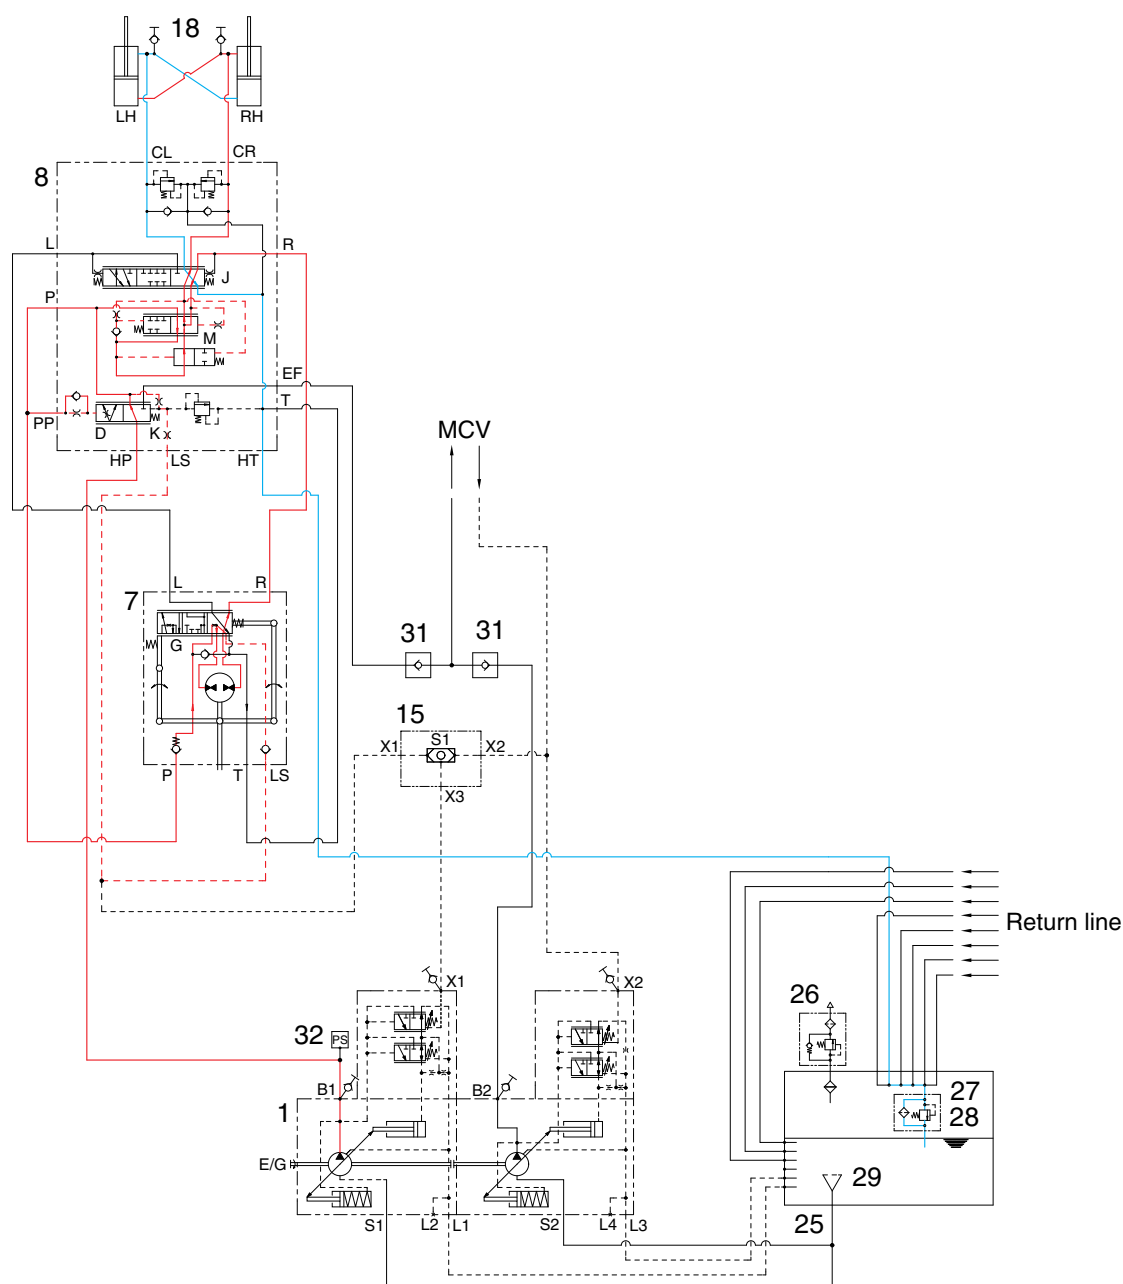 18
LH
RH
CL
CR
8
L
R
J
P
M
EF
T
PP
D
K
HP
LS
HT
MCV
L
R
7
G
31
31
15
X1
S1
X2
X3
P
T
LS
Return line
X1
X2
26
32
PS
B1
B2
27
28
1
E/G
29
S1
L2
L1
S2
L4
L3
25